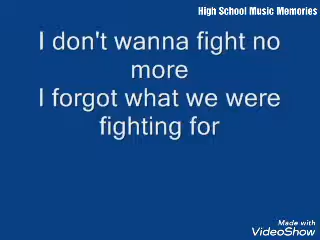 High School Music Memories
I don't wanna fight no
more
I forgot what we were
fighting for
Made with
VideoShow